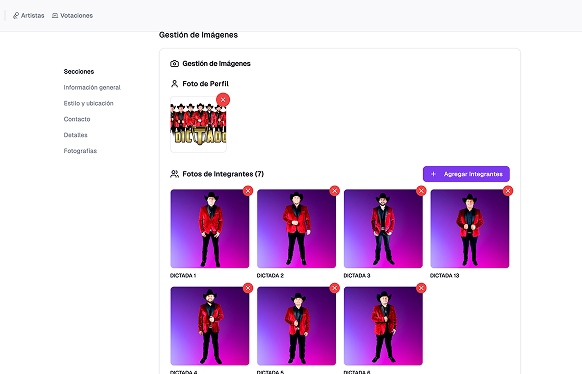 Artistas Votaciones
Gestión de Imágenes
Secciones
Información general
Estilo y ubicación
Contacto
Detalles
Fotografías
Gestión de Imágenes
Foto de Perfil
DICTADO
Fotos de Integrantes (7)
+ Agregar Integrantes
DICTADA 1
DICTADA 2
DICTADA 3
DICTADA 13
DICTADA 4
DICTADA 5
DICTADA 6